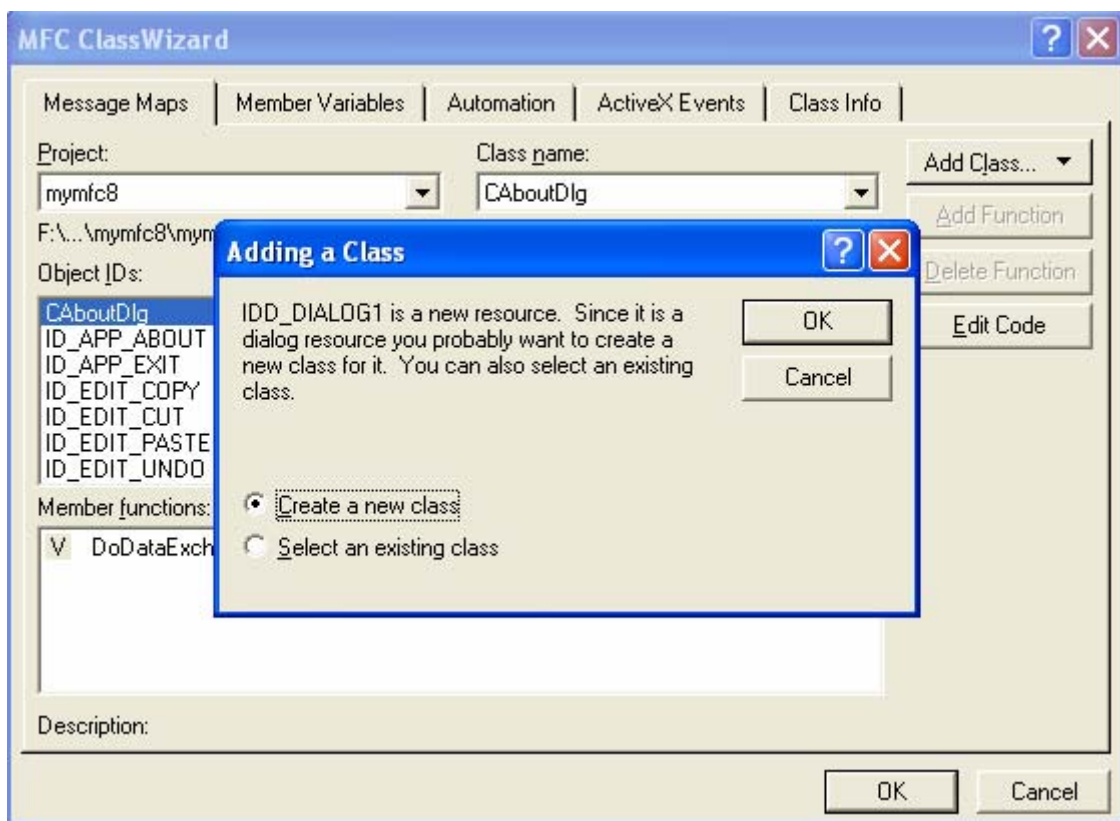 MFC ClassWizard
Message Maps
Member Variables
Automation
ActiveX Events
Class Info
Project:
Class name:
mymfc8
CAboutDlg
Add Class...
Add Function
Delete Function
Edit Code
F:\...\mymfc8\mym
Object IDs:
CAboutDlg
ID_APP_ABOUT
ID_APP_EXIT
ID_EDIT_COPY
ID_EDIT_CUT
ID_EDIT_PASTE
ID_EDIT_UNDO
Member functions:
V DoDataExch
Adding a Class
IDD_DIALOG1 is a new resource. Since it is a
dialog resource you probably want to create a
new class for it. You can also select an existing
class.
OK
Cancel
Create a new class
Select an existing class
Description:
OK
Cancel